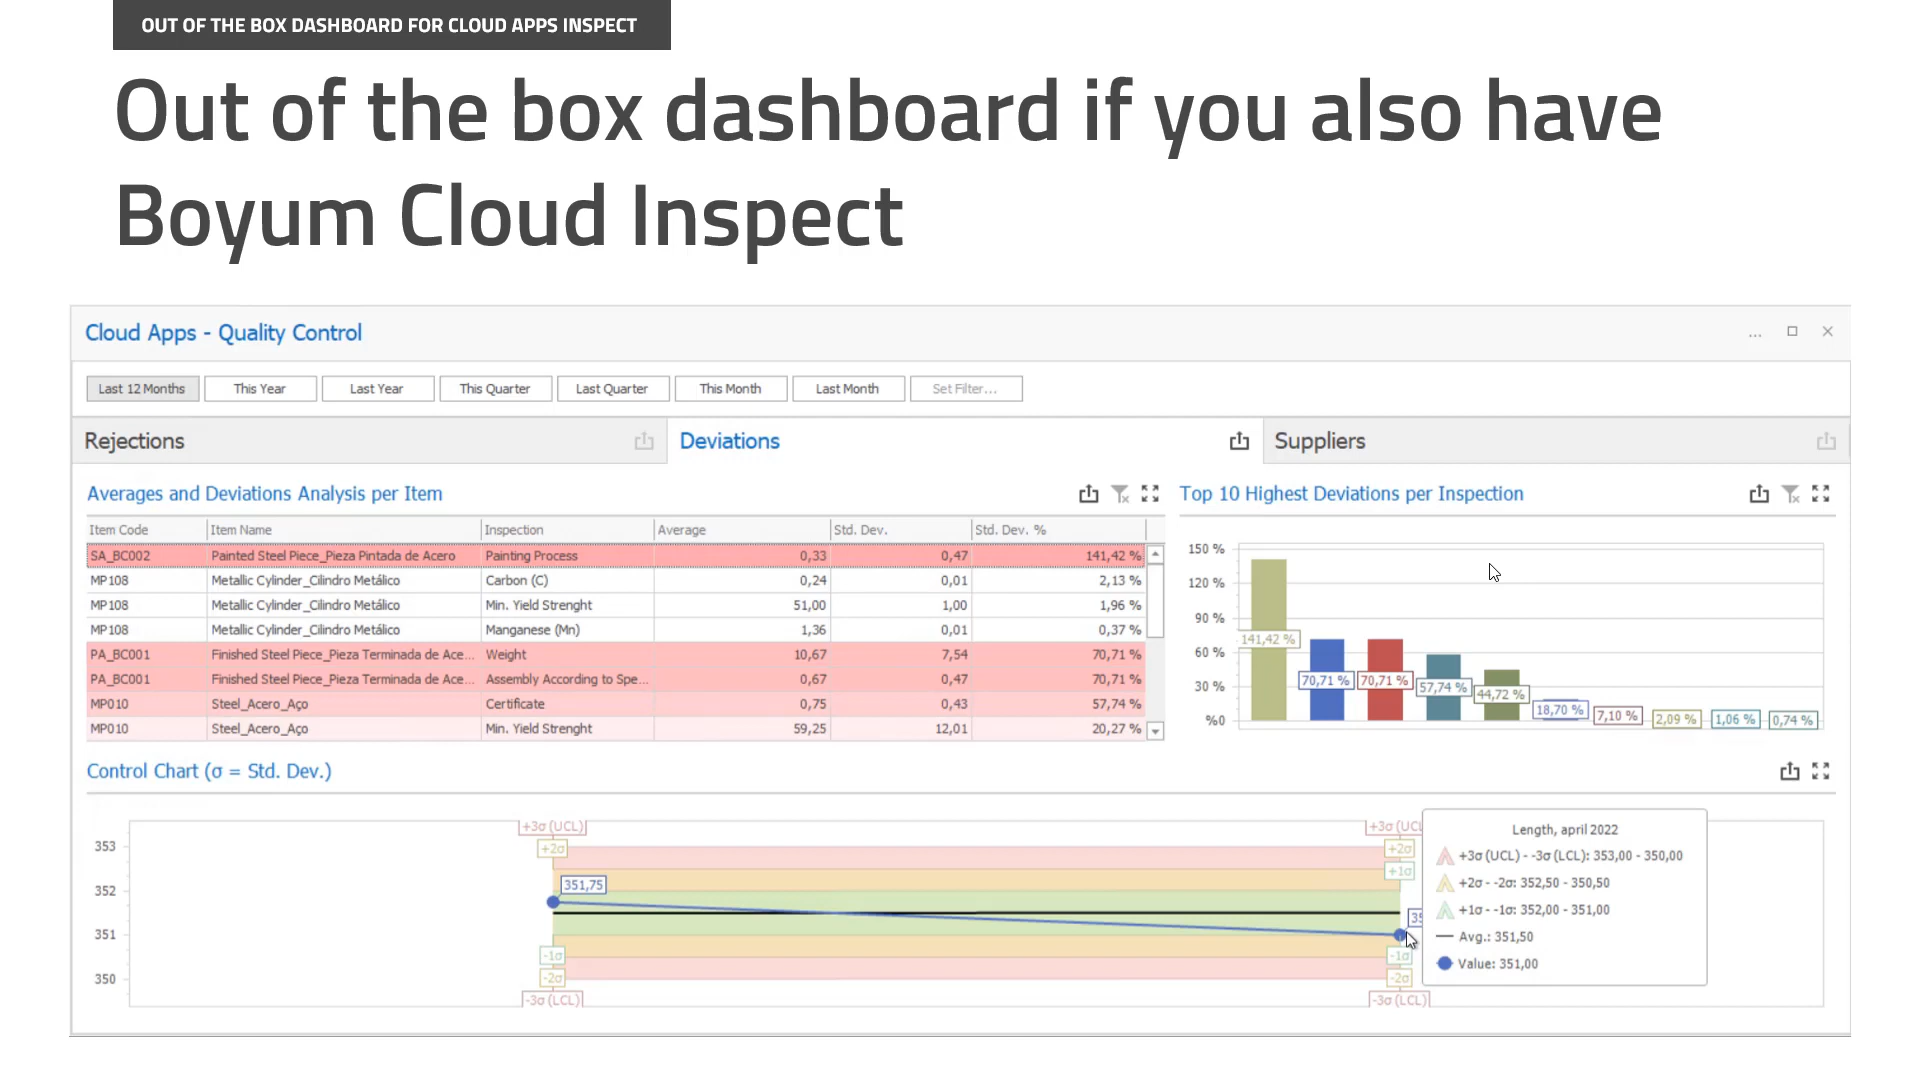 OUT OF THE BOX DASHBOARD FOR CLOUD APPS INSPECT
Out of the box dashboard if you also have
Boyum Cloud Inspect
Cloud Apps - Quality Control
Last 12 Months This Year Last Year This Quarter Last Quarter This Month Last Month Set Filter...
Rejections Deviations Suppliers
Averages and Deviations Analysis per Item
Item Code Item Name Inspection Average Std. Dev. Std. Dev. %
SA_BC002 Painted Steel Piece_Pieza Pintada de Acero Painting Process 0,33 0,47 141,42 %
MP108 Metallic Cylinder_Cilindro Metálico Carbon (C) 0,24 0,01 2,13 %
MP108 Metallic Cylinder_Cilindro Metálico Min. Yield Strenght 51,00 1,00 1,96 %
MP108 Metallic Cylinder_Cilindro Metálico Manganese (Mn) 1,36 0,01 0,37 %
PA_BC001 Finished Steel Piece_Pieza Terminada de Ace... Weight 10,67 7,54 70,71 %
PA_BC001 Finished Steel Piece_Pieza Terminada de Ace... Assembly According to Spe... 0,67 0,47 70,71 %
MP010 Steel_Acero_Aço Certificate 0,75 0,43 57,74 %
MP010 Steel_Acero_Aço Min. Yield Strenght 59,25 12,01 20,27 %
Top 10 Highest Deviations per Inspection
150 %
120 %
90 %
60 %
30 %
%0
141,42 % 70,71 % 70,71 % 57,74 % 44,72 % 18,70 % 7,10 % 2,09 % 1,06 % 0,74 %
Control Chart (σ = Std. Dev.)
353
352
351
350
+3σ (UCL)
+2σ
351,75
-1σ
-2σ
-3σ (LCL)
+3σ (UCL
+2σ
+1σ
35
-1σ
-2σ
-3σ (LCL)
Length, april 2022
+3σ (UCL) - -3σ (LCL): 353,00 - 350,00
+2σ - -2σ: 352,50 - 350,50
+1σ - -1σ: 352,00 - 351,00
Avg.: 351,50
Value: 351,00